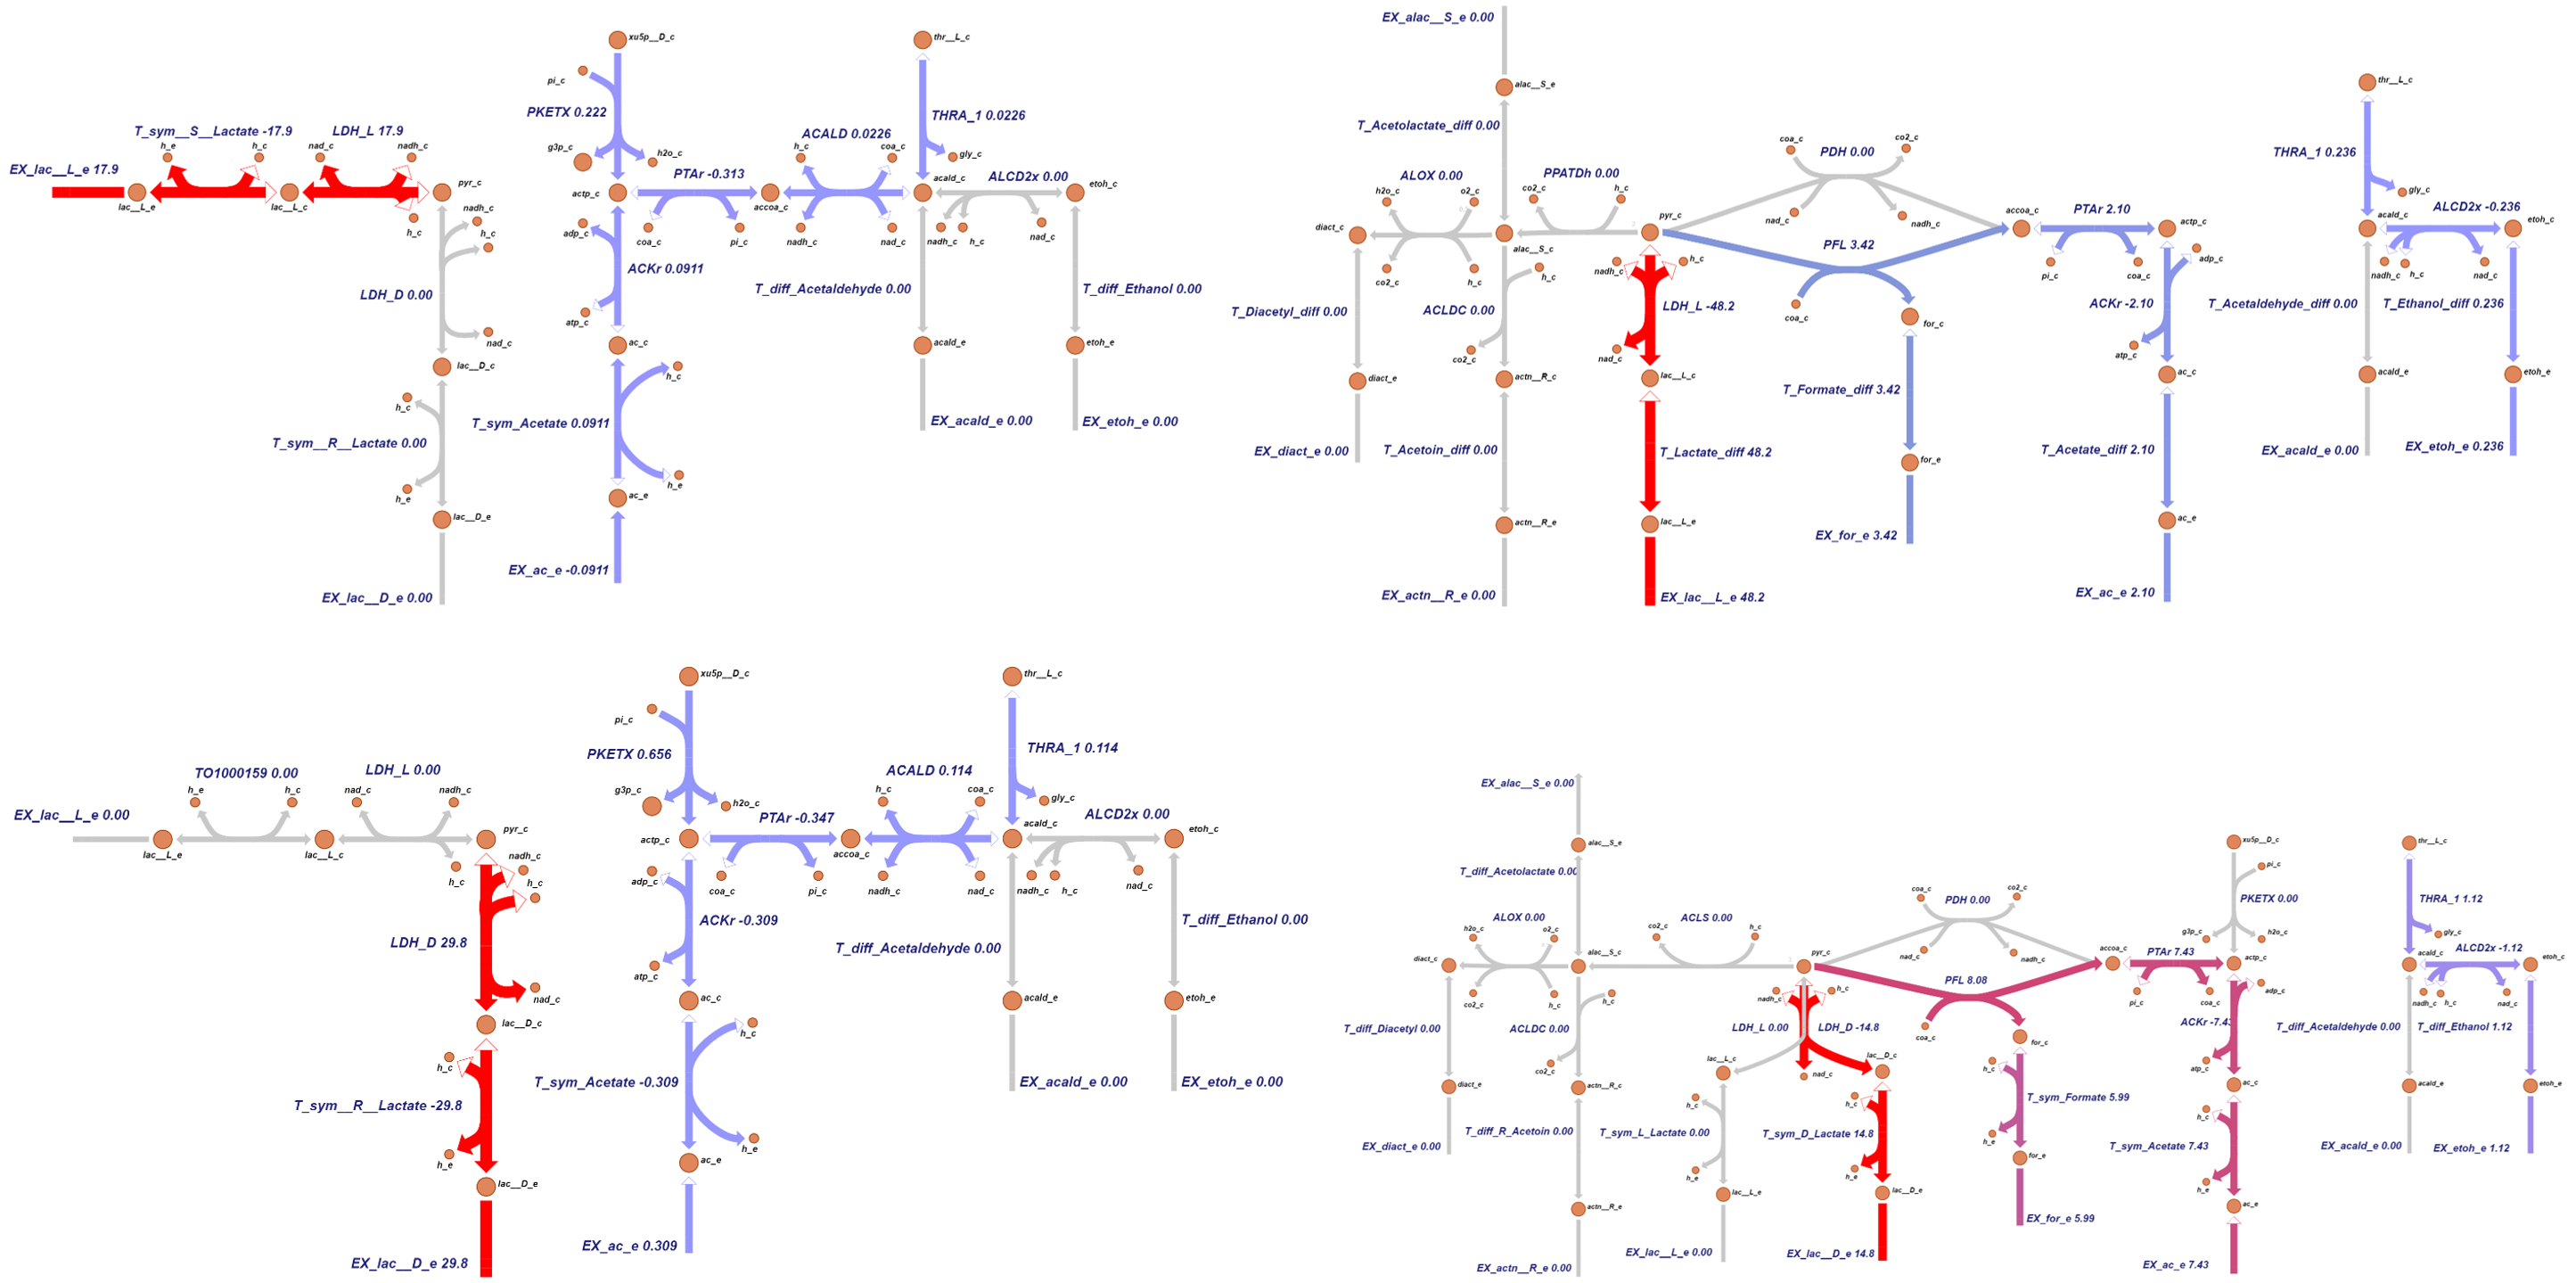 xu5p__D_c
pi_c
PKETX 0.222
g3p_c
h2o_c
thr__L_c
THRA_1 0.0226
gly_c
EX_lac__L_e 17.9
T_sym__S__Lactate -17.9
h_e
h_c
LDH_L 17.9
nad_c
nadh_c
lac__L_e
lac__L_c
pyr_c
h_c
nadh_c
h_c
LDH_D 0.00
nad_c
lac__D_c
h_c
T_sym__R__Lactate 0.00
h_e
lac__D_e
EX_lac__D_e 0.00
actp_c
PTAr -0.313
coa_c
pi_c
accoa_c
ACALD 0.0226
h_c
coa_c
nadh_c
nad_c
acald_c
ALCD2x 0.00
etoh_c
nadh_c
h_c
nad_c
adp_c
ACKr 0.0911
atp_c
ac_c
T_sym_Acetate 0.0911
h_c
h_e
ac_e
EX_ac_e -0.0911
T_diff_Acetaldehyde 0.00
acald_e
EX_acald_e 0.00
T_diff_Ethanol 0.00
etoh_e
EX_etoh_e 0.00
EX_alac__S_e 0.00
alac__S_e
T_Acetolactate_diff 0.00
ALOX 0.00
h2o_c
o2_c
diact_c
co2_c
h_c
alac__S_c
PPATDh 0.00
co2_c
h_c
pyr_c
T_Diacetyl_diff 0.00
diact_e
EX_diact_e 0.00
ACLDC 0.00
h_c
co2_c
actn__R_c
T_Acetoin_diff 0.00
actn__R_e
EX_actn__R_e 0.00
nadh_c
h_c
LDH_L -48.2
nad_c
lac__L_c
T_Lactate_diff 48.2
lac__L_e
EX_lac__L_e 48.2
coa_c
PDH 0.00
co2_c
nad_c
nadh_c
PFL 3.42
coa_c
for_c
T_Formate_diff 3.42
for_e
EX_for_e 3.42
accoa_c
PTAr 2.10
actp_c
pi_c
coa_c
adp_c
ACKr -2.10
atp_c
ac_c
T_Acetate_diff 2.10
ac_e
EX_ac_e 2.10
thr__L_c
THRA_1 0.236
gly_c
acald_c
ALCD2x -0.236
etoh_c
nadh_c
h_c
nad_c
T_Acetaldehyde_diff 0.00
T_Ethanol_diff 0.236
acald_e
etoh_e
EX_acald_e 0.00
EX_etoh_e 0.236
xu5p__D_c
pi_c
PKETX 0.656
g3p_c
h2o_c
thr__L_c
THRA_1 0.114
gly_c
EX_lac__L_e 0.00
TO1000159 0.00
h_e
h_c
LDH_L 0.00
nad_c
nadh_c
lac__L_e
lac__L_c
pyr_c
h_c
nadh_c
h_c
LDH_D 29.8
nad_c
lac__D_c
h_c
T_sym__R__Lactate -29.8
h_e
lac__D_e
EX_lac__D_e 29.8
actp_c
PTAr -0.347
coa_c
pi_c
accoa_c
ACALD 0.114
h_c
coa_c
nadh_c
nad_c
acald_c
ALCD2x 0.00
etoh_c
nadh_c
h_c
nad_c
adp_c
ACKr -0.309
atp_c
ac_c
T_sym_Acetate -0.309
h_c
h_e
ac_e
EX_ac_e 0.309
T_diff_Acetaldehyde 0.00
acald_e
EX_acald_e 0.00
T_diff_Ethanol 0.00
etoh_e
EX_etoh_e 0.00
EX_alac__S_e 0.00
alac__S_e
T_diff_Acetolactate 0.00
ALOX 0.00
h2o_c
o2_c
diact_c
co2_c
h_c
alac__S_c
ACLS 0.00
co2_c
h_c
pyr_c
T_diff_Diacetyl 0.00
diact_e
EX_diact_e 0.00
ACLDC 0.00
h_c
co2_c
actn__R_c
T_diff_R_Acetoin 0.00
actn__R_e
EX_actn__R_e 0.00
nadh_c
h_c
LDH_L 0.00
LDH_D -14.8
nad_c
lac__L_c
h_c
T_sym_L_Lactate 0.00
h_e
lac__L_e
EX_lac__L_e 0.00
lac__D_c
h_c
T_sym_D_Lactate 14.8
h_e
lac__D_e
EX_lac__D_e 14.8
coa_c
PDH 0.00
co2_c
nad_c
nadh_c
PFL 8.08
coa_c
for_c
h_c
T_sym_Formate 5.99
h_e
for_e
EX_for_e 5.99
xu5p__D_c
pi_c
PKETX 0.00
g3p_c
h2o_c
accoa_c
PTAr 7.43
actp_c
pi_c
coa_c
adp_c
ACKr -7.43
atp_c
ac_c
h_c
T_sym_Acetate 7.43
h_e
ac_e
EX_ac_e 7.43
thr__L_c
THRA_1 1.12
gly_c
acald_c
ALCD2x -1.12
etoh_c
nadh_c
h_c
nad_c
T_diff_Acetaldehyde 0.00
T_diff_Ethanol 1.12
acald_e
etoh_e
EX_acald_e 0.00
EX_etoh_e 1.12